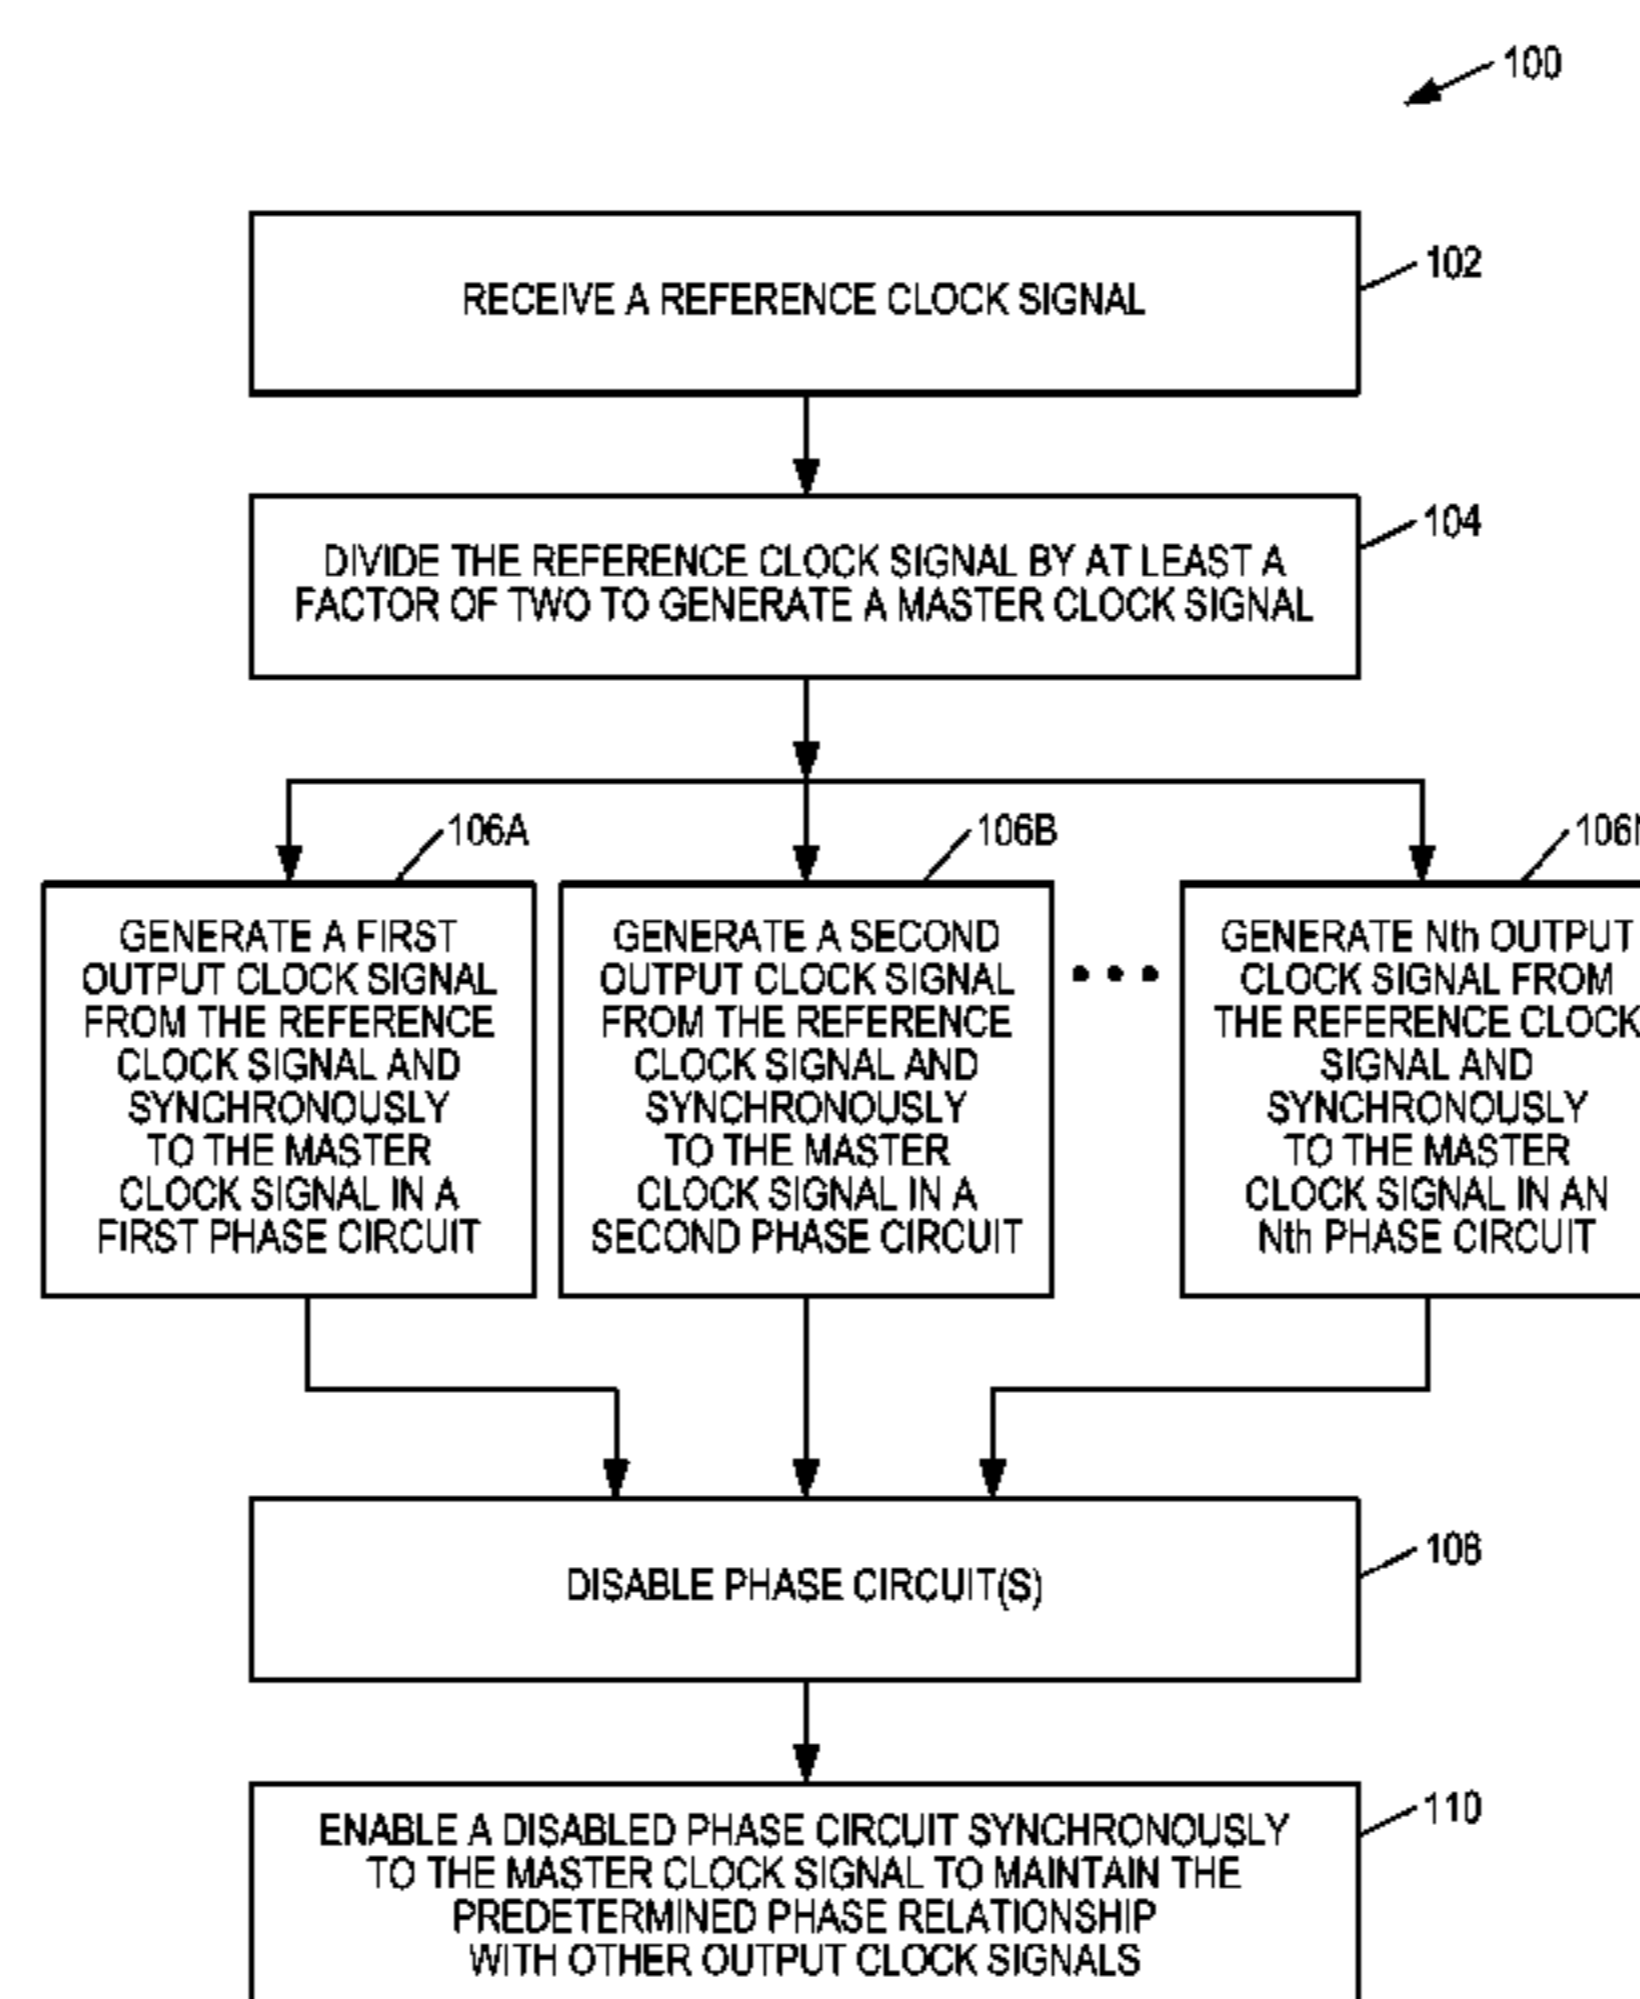 100
RECEIVE A REFERENCE CLOCK SIGNAL
102
DIVIDE THE REFERENCE CLOCK SIGNAL BY AT LEAST A
FACTOR OF TWO TO GENERATE A MASTER CLOCK SIGNAL
104
106A
GENERATE A FIRST
OUTPUT CLOCK SIGNAL
FROM THE REFERENCE
CLOCK SIGNAL AND
SYNCHRONOUSLY
TO THE MASTER
CLOCK SIGNAL IN A
FIRST PHASE CIRCUIT
106B
GENERATE A SECOND
OUTPUT CLOCK SIGNAL
FROM THE REFERENCE
CLOCK SIGNAL AND
SYNCHRONOUSLY
TO THE MASTER
CLOCK SIGNAL IN A
SECOND PHASE CIRCUIT
• • •
106N
GENERATE Nth OUTPUT
CLOCK SIGNAL FROM
THE REFERENCE CLOCK
SIGNAL AND
SYNCHRONOUSLY
TO THE MASTER
CLOCK SIGNAL IN AN
Nth PHASE CIRCUIT
DISABLE PHASE CIRCUIT(S)
108
ENABLE A DISABLED PHASE CIRCUIT SYNCHRONOUSLY
TO THE MASTER CLOCK SIGNAL TO MAINTAIN THE
PREDETERMINED PHASE RELATIONSHIP
WITH OTHER OUTPUT CLOCK SIGNALS
110